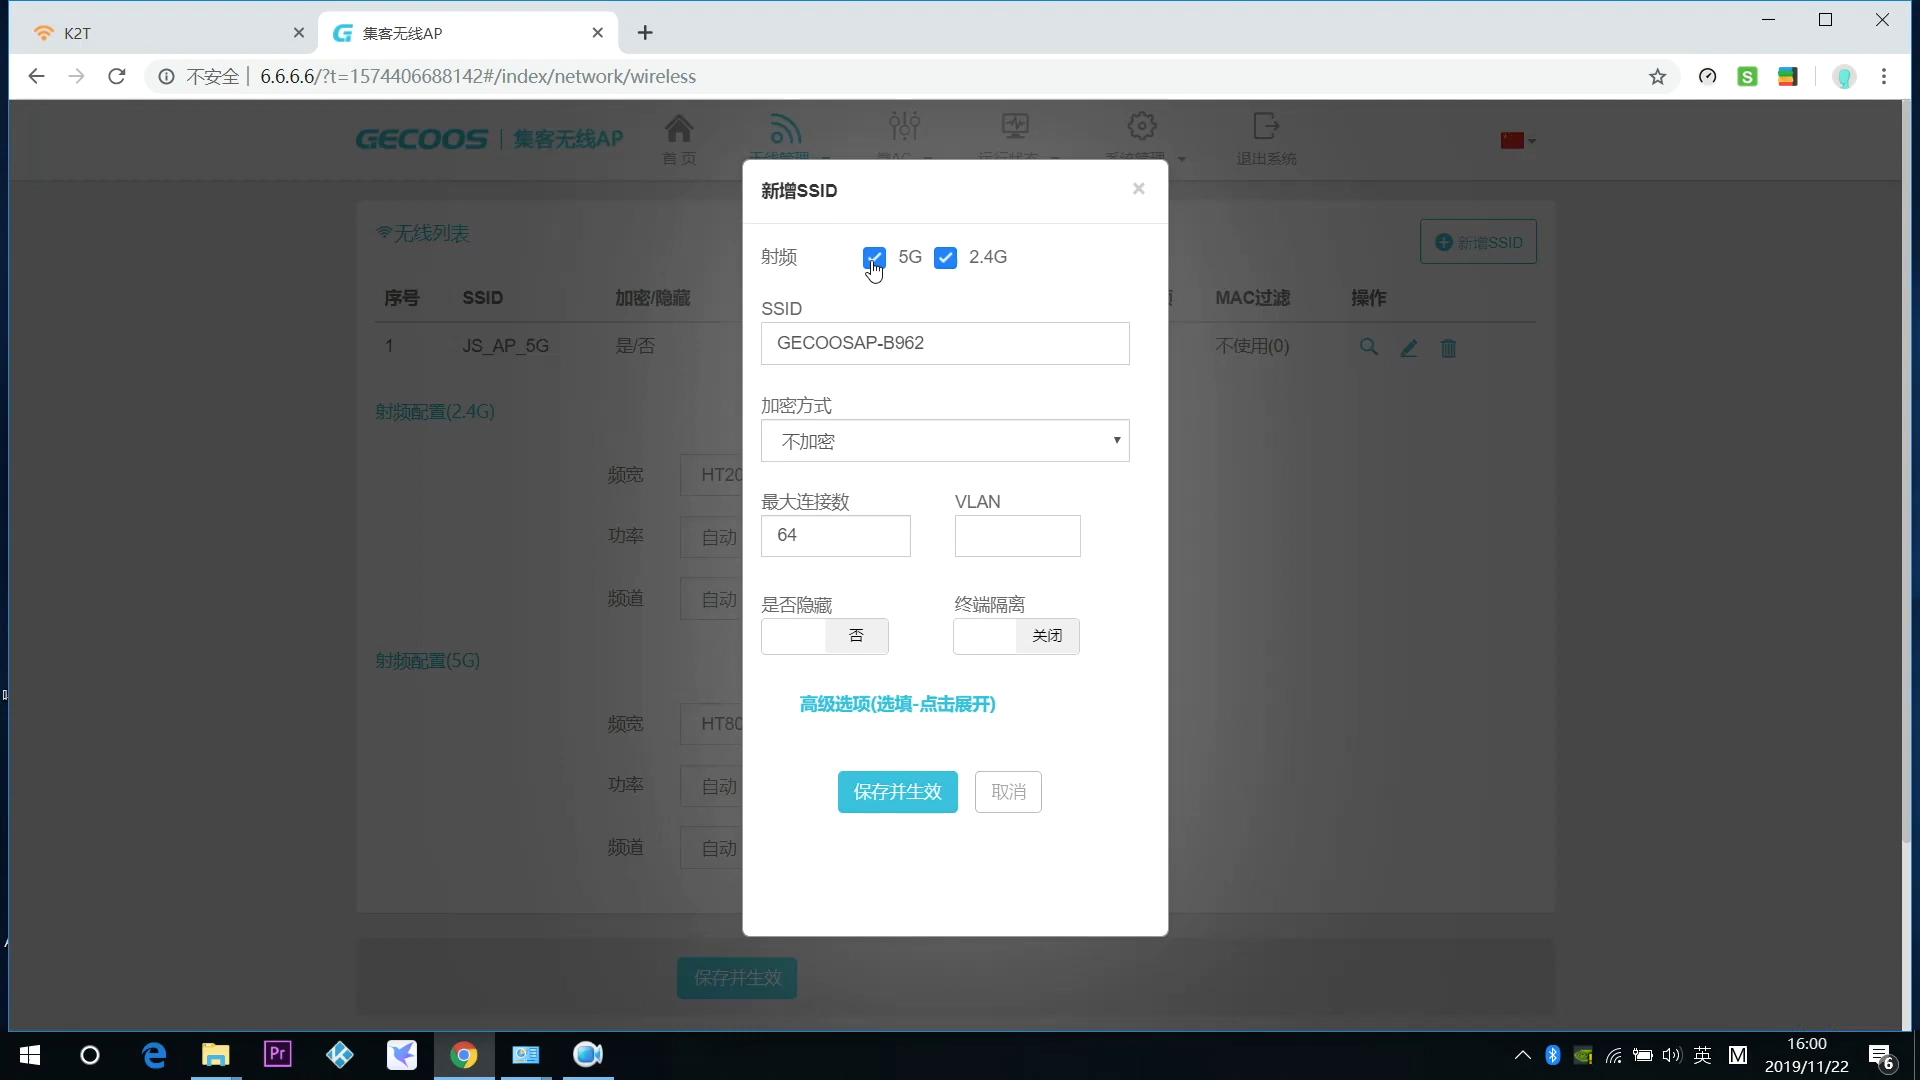 K2T
集客无线AP
不安全 | 6.6.6.6/?t=1574406688142#/index/network/wireless
GECOOS | 集客无线AP
首页
退出系统
新增SSID
无线列表
新增SSID
射频
5G
2.4G
序号 SSID 加密/隐藏 MAC过滤 操作
SSID
1 JS_AP_5G 是/否 不使用(0)
GECOOSAP-B962
射频配置(2.4G)
加密方式
不加密
频宽 HT20
最大连接数 VLAN
64
功率 自动
频道 自动
是否隐藏 终端隔离
否 关闭
射频配置(5G)
高级选项(选填-点击展开)
频宽 HT80
功率 自动
保存并生效 取消
频道 自动
保存并生效
Pr
英
M
16:00
2019/11/22
6